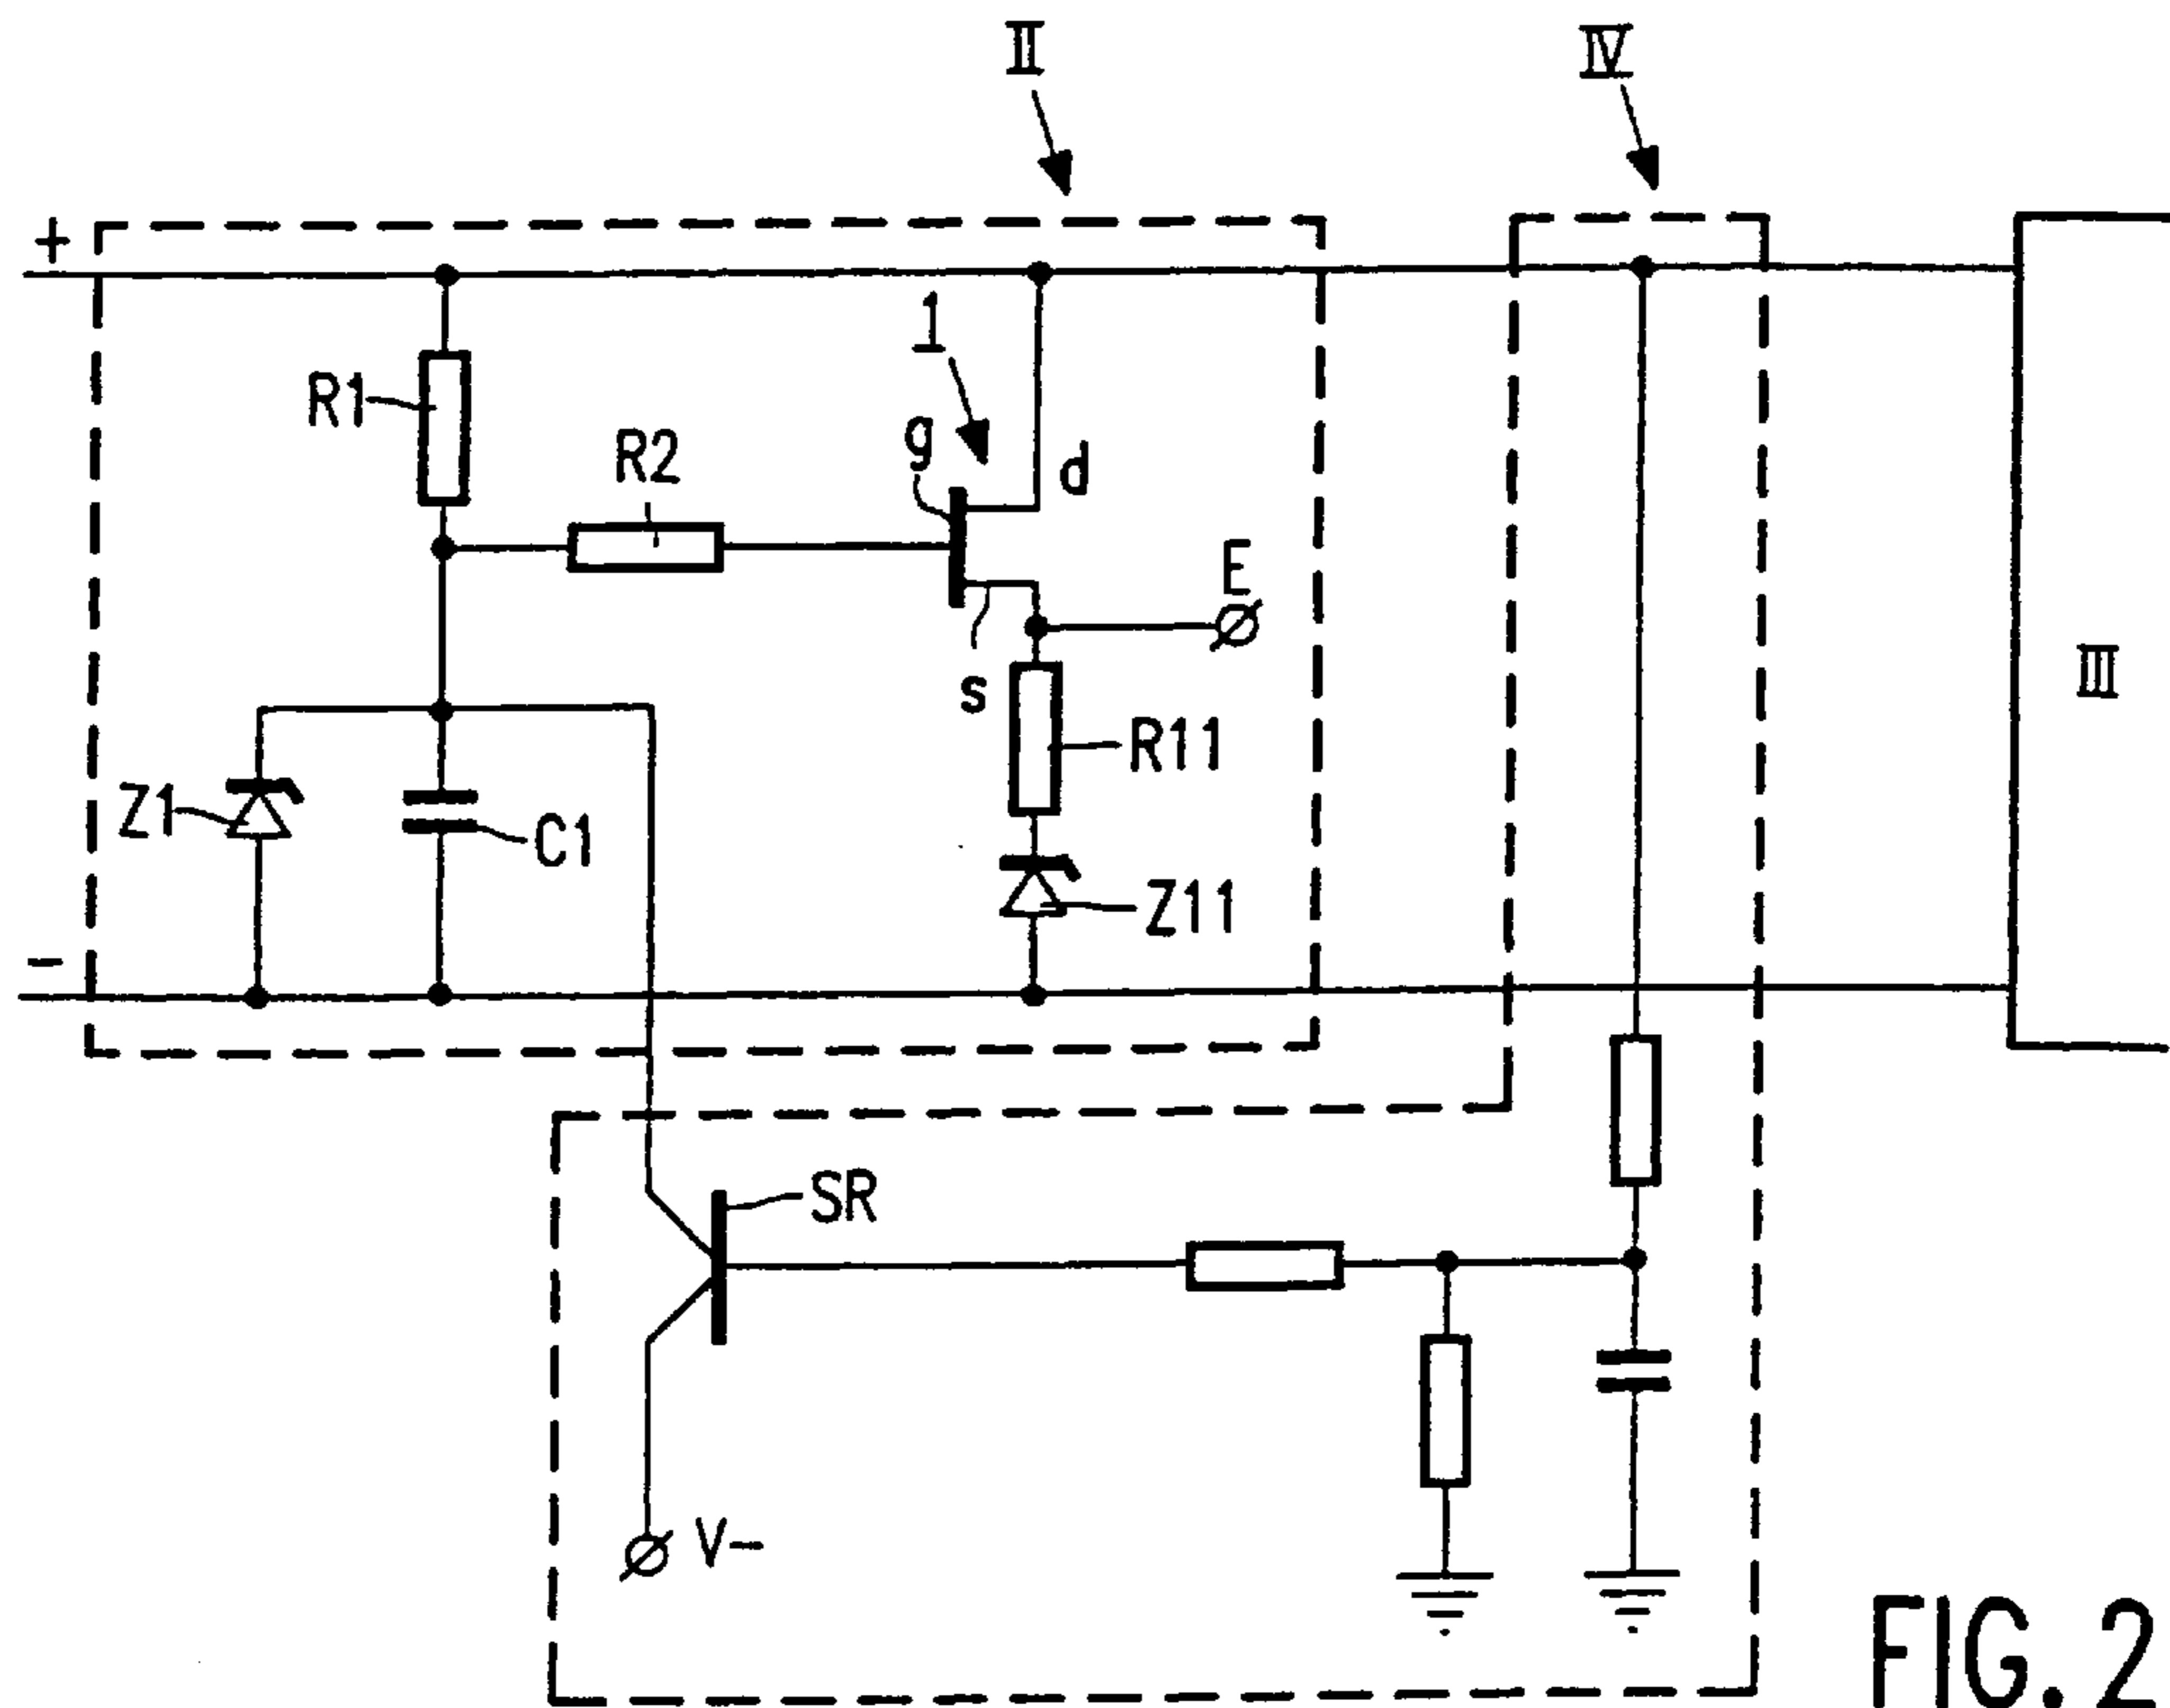 II
IV
+
1
R1
g
R2
d
E
III
s
R11
Z1
C1
Z11
-
SR
V-
FIG. 2